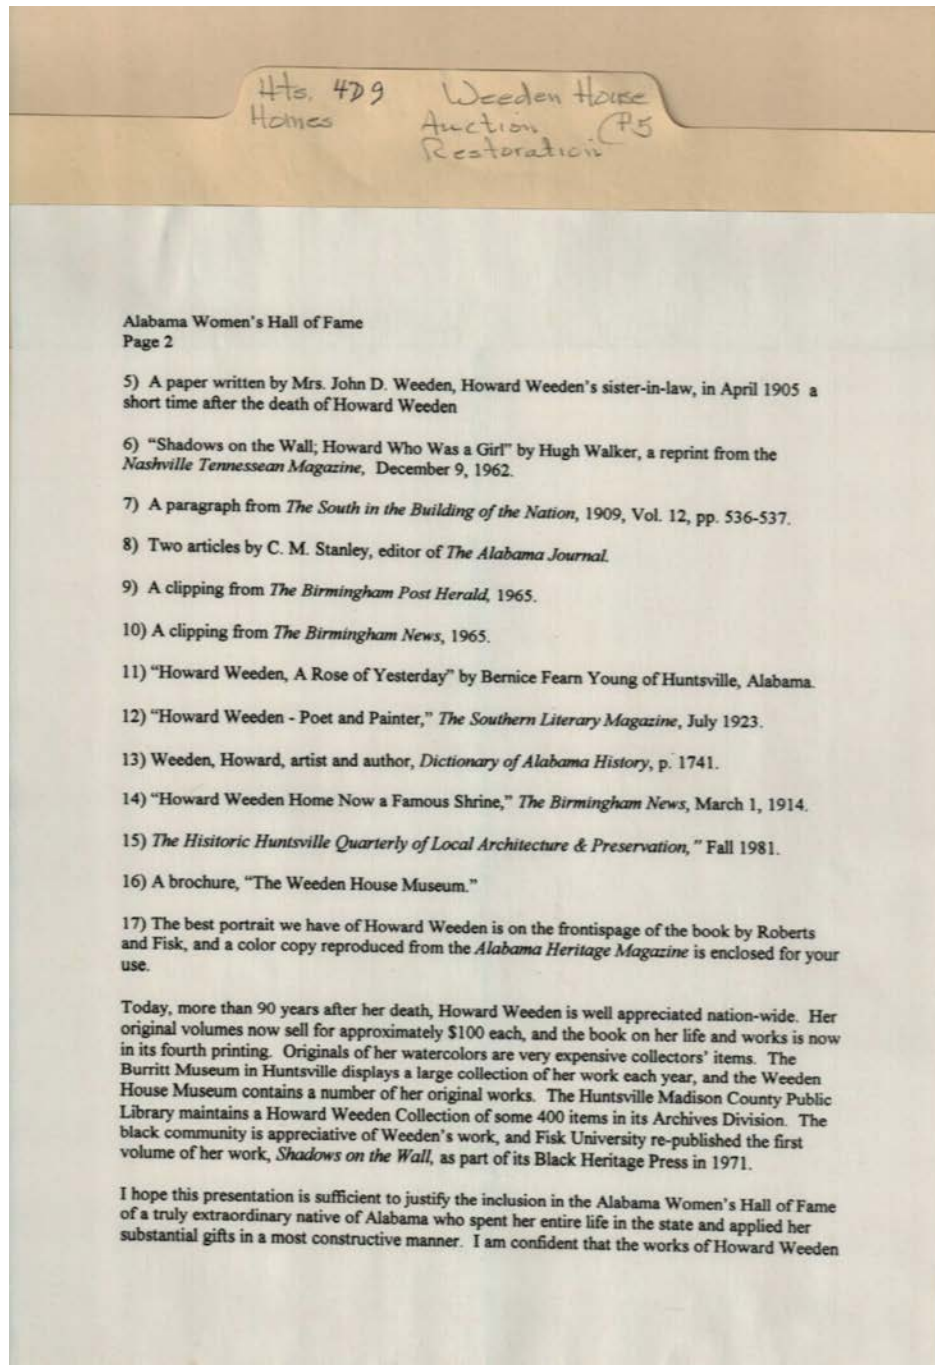 Hts. 4D9 Weeden House
Homes Auction (P5
Restoration
Alabama Women's Hall of Fame
Page 2
5) A paper written by Mrs. John D. Weeden, Howard Weeden's sister-in-law, in April 1905 a
short time after the death of Howard Weeden
6) "Shadows on the Wall; Howard Who Was a Girl" by Hugh Walker, a reprint from the
Nashville Tennessean Magazine, December 9, 1962.
7) A paragraph from The South in the Building of the Nation, 1909, Vol. 12, pp. 536-537.
8) Two articles by C. M. Stanley, editor of The Alabama Journal.
9) A clipping from The Birmingham Post Herald, 1965.
10) A clipping from The Birmingham News, 1965.
11) "Howard Weeden, A Rose of Yesterday" by Bernice Fearn Young of Huntsville, Alabama.
12) "Howard Weeden - Poet and Painter," The Southern Literary Magazine, July 1923.
13) Weeden, Howard, artist and author, Dictionary of Alabama History, p. 1741.
14) "Howard Weeden Home Now a Famous Shrine," The Birmingham News, March 1, 1914.
15) The Hisitoric Huntsville Quarterly of Local Architecture & Preservation," Fall 1981.
16) A brochure, "The Weeden House Museum."
17) The best portrait we have of Howard Weeden is on the frontispage of the book by Roberts
and Fisk, and a color copy reproduced from the Alabama Heritage Magazine is enclosed for your
use.
Today, more than 90 years after her death, Howard Weeden is well appreciated nation-wide. Her
original volumes now sell for approximately $100 each, and the book on her life and works is now
in its fourth printing. Originals of her watercolors are very expensive collectors' items. The
Burritt Museum in Huntsville displays a large collection of her work each year, and the Weeden
House Museum contains a number of her original works. The Huntsville Madison County Public
Library maintains a Howard Weeden Collection of some 400 items in its Archives Division. The
black community is appreciative of Weeden's work, and Fisk University re-published the first
volume of her work, Shadows on the Wall, as part of its Black Heritage Press in 1971.
I hope this presentation is sufficient to justify the inclusion in the Alabama Women's Hall of Fame
of a truly extraordinary native of Alabama who spent her entire life in the state and applied her
substantial gifts in a most constructive manner. I am confident that the works of Howard Weeden